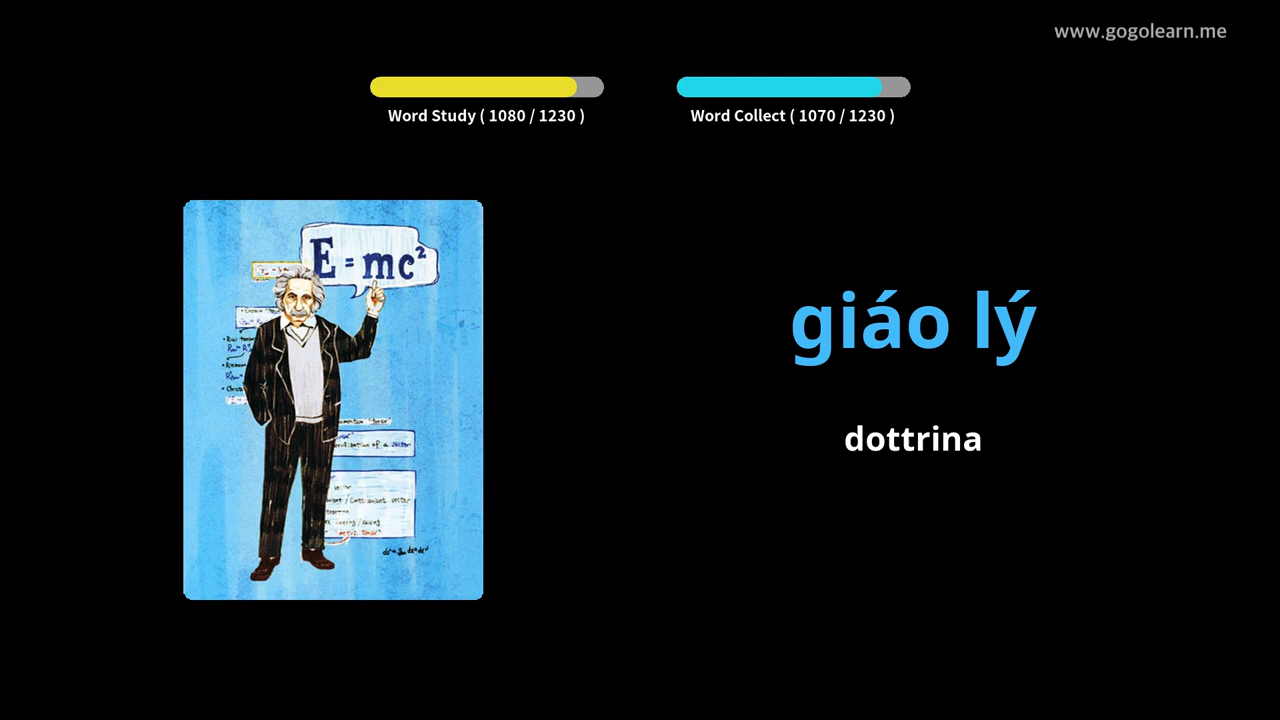 www.gogolearn.me
Word Study ( 1080 / 1230 )
Word Collect ( 1070 / 1230 )
E = mc²
giáo lý
dottrina